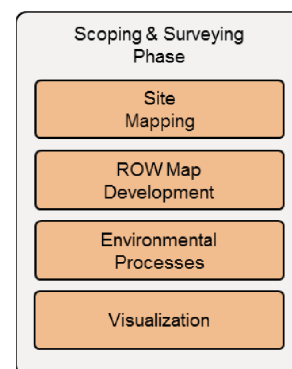 Scoping & Surveying
Phase
Site
Mapping
ROW Map
Development
Environmental
Processes
Visualization